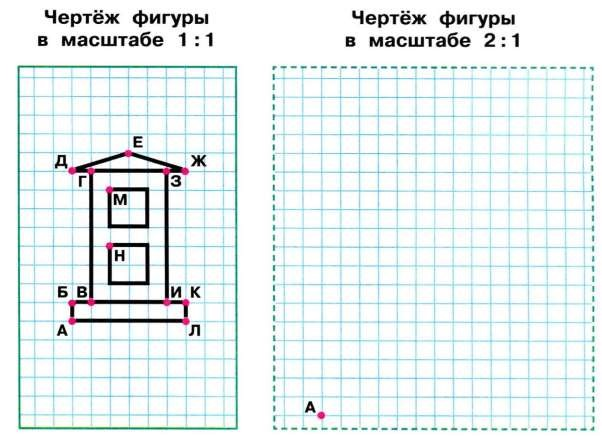 Чертёж фигуры
в масштабе 1 : 1
Чертёж фигуры
в масштабе 2 : 1
Е
Д Ж
Г З
М
Н
Б В И К
А Л
А